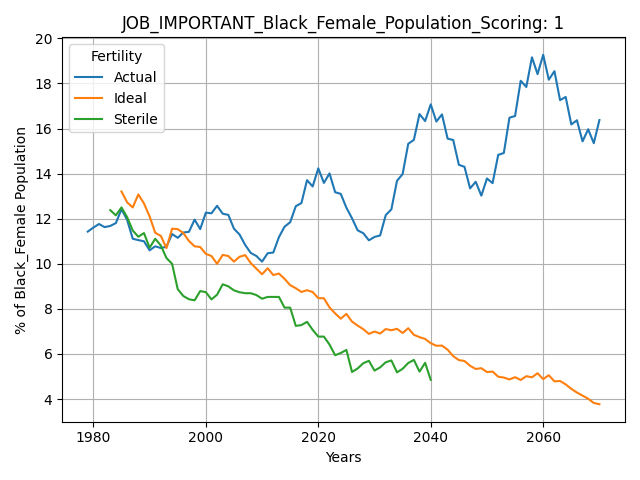 JOB_IMPORTANT_Black_Female_Population_Scoring: 1
Fertility
Actual
Ideal
Sterile
% of Black_Female Population
20
18
16
14
12
10
8
6
4
1980 2000 2020 2040 2060
Years